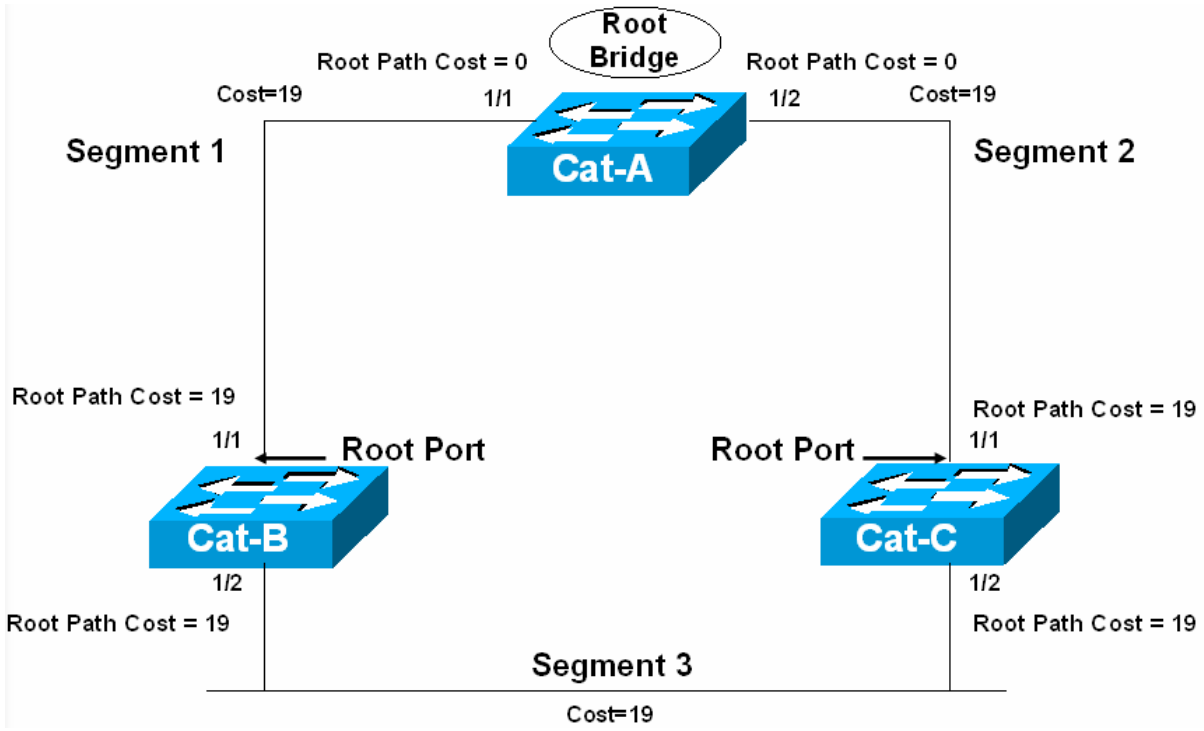 Root
Bridge
Root Path Cost = 0
Root Path Cost = 0
Cost=19
1/1
1/2
Cost=19
Segment 1
Cat-A
Segment 2
Root Path Cost = 19
Root Path Cost = 19
1/1
Root Port
Root Port
1/1
Cat-B
Cat-C
1/2
1/2
Root Path Cost = 19
Root Path Cost = 19
Segment 3
Cost=19